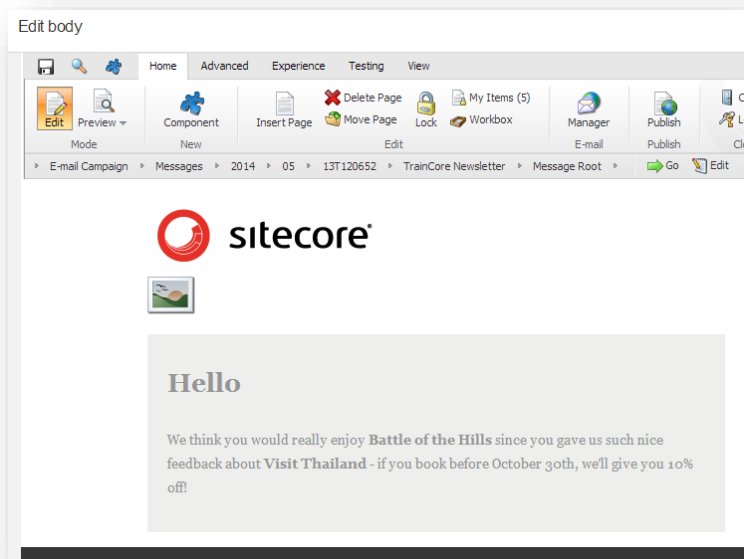 Edit body
Home Advanced Experience Testing View
Edit Preview Component Insert Page Delete Page Move Page Lock My Items (5) Workbox Manager Publish
Mode New Edit E-mail Publish
E-mail Campaign Messages 2014 05 13T120652 TrainCore Newsletter Message Root Go Edit
sitecore
Hello
We think you would really enjoy Battle of the Hills since you gave us such nice
feedback about Visit Thailand - if you book before October 30th, we'll give you 10%
off!